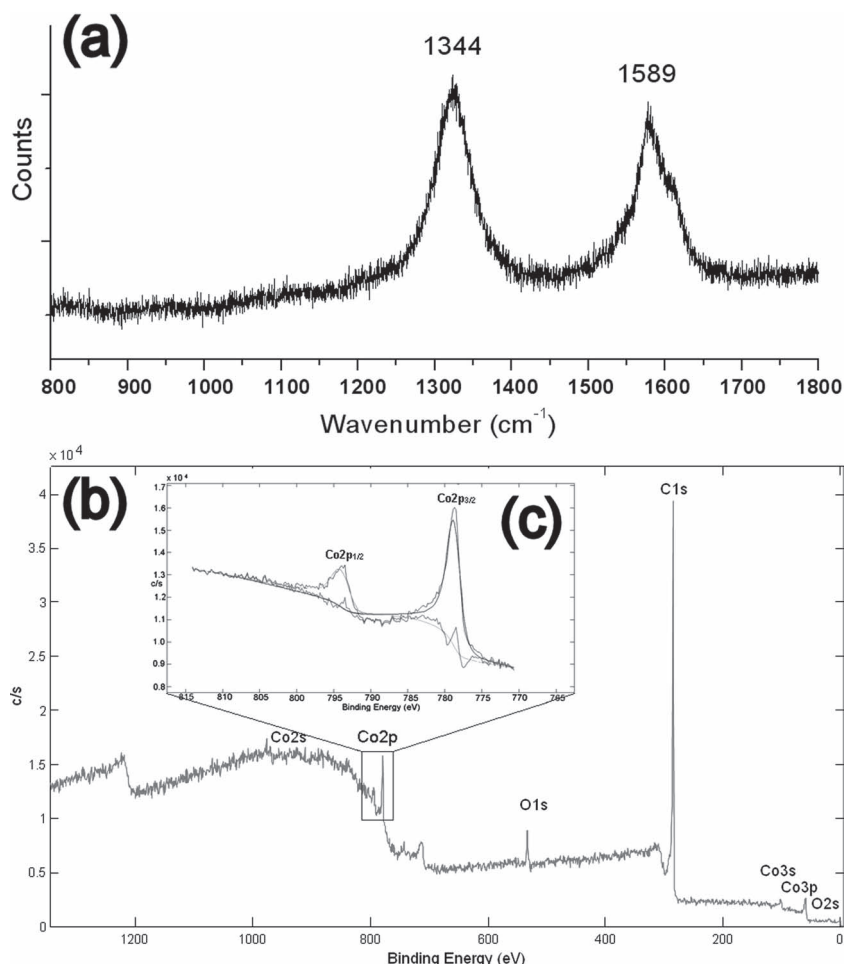 (a)
1344
1589
Counts
800 900 1000 1100 1200 1300 1400 1500 1600 1700 1800
Wavenumber (cm⁻¹)
x 10⁴
(b)
4
3.5
3
2.5
2
1.5
1
0.5
0
c/s
x 10⁴
(c)
1.7
1.6
1.5
1.4
1.3
c/s
1.2
1.1
1.0
0.9
0.8
Co2p1/2
Co2p3/2
815 810 805 800 795 790 785 780 775 770 765
Binding Energy (eV)
C1s
Co2s
Co2p
O1s
Co3s
Co3p
O2s
1200 1000 800 600 400 200 0
Binding Energy (eV)